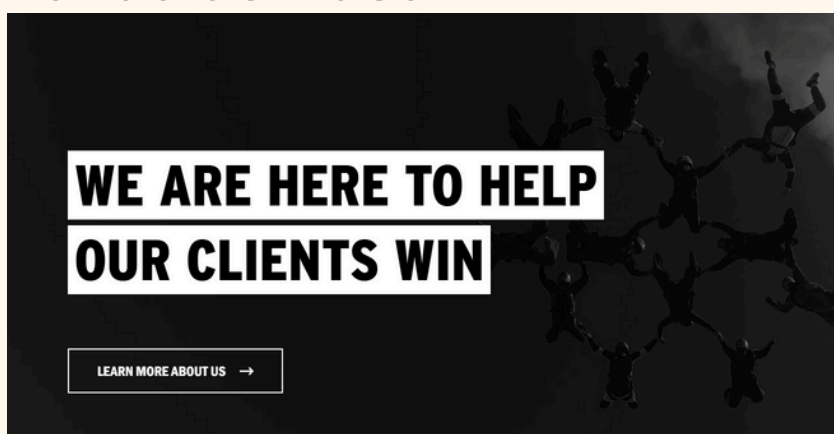 WE ARE HERE TO HELP
OUR CLIENTS WIN
LEARN MORE ABOUT US →